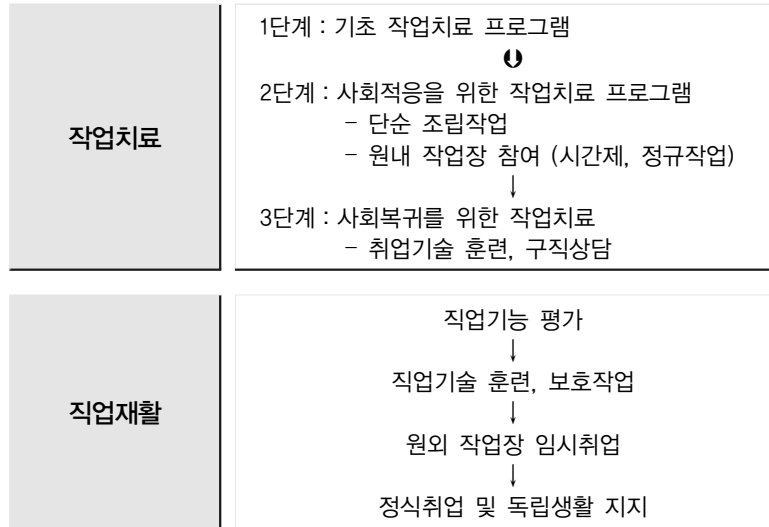 작업치료
1단계 : 기초 작업치료 프로그램
⬇
2단계 : 사회적응을 위한 작업치료 프로그램
- 단순 조립작업
- 원내 작업장 참여 (시간제, 정규작업)
↓
3단계 : 사회복귀를 위한 작업치료
- 취업기술 훈련, 구직상담
직업재활
직업기능 평가
↓
직업기술 훈련, 보호작업
↓
원외 작업장 임시취업
↓
정식취업 및 독립생활 지지